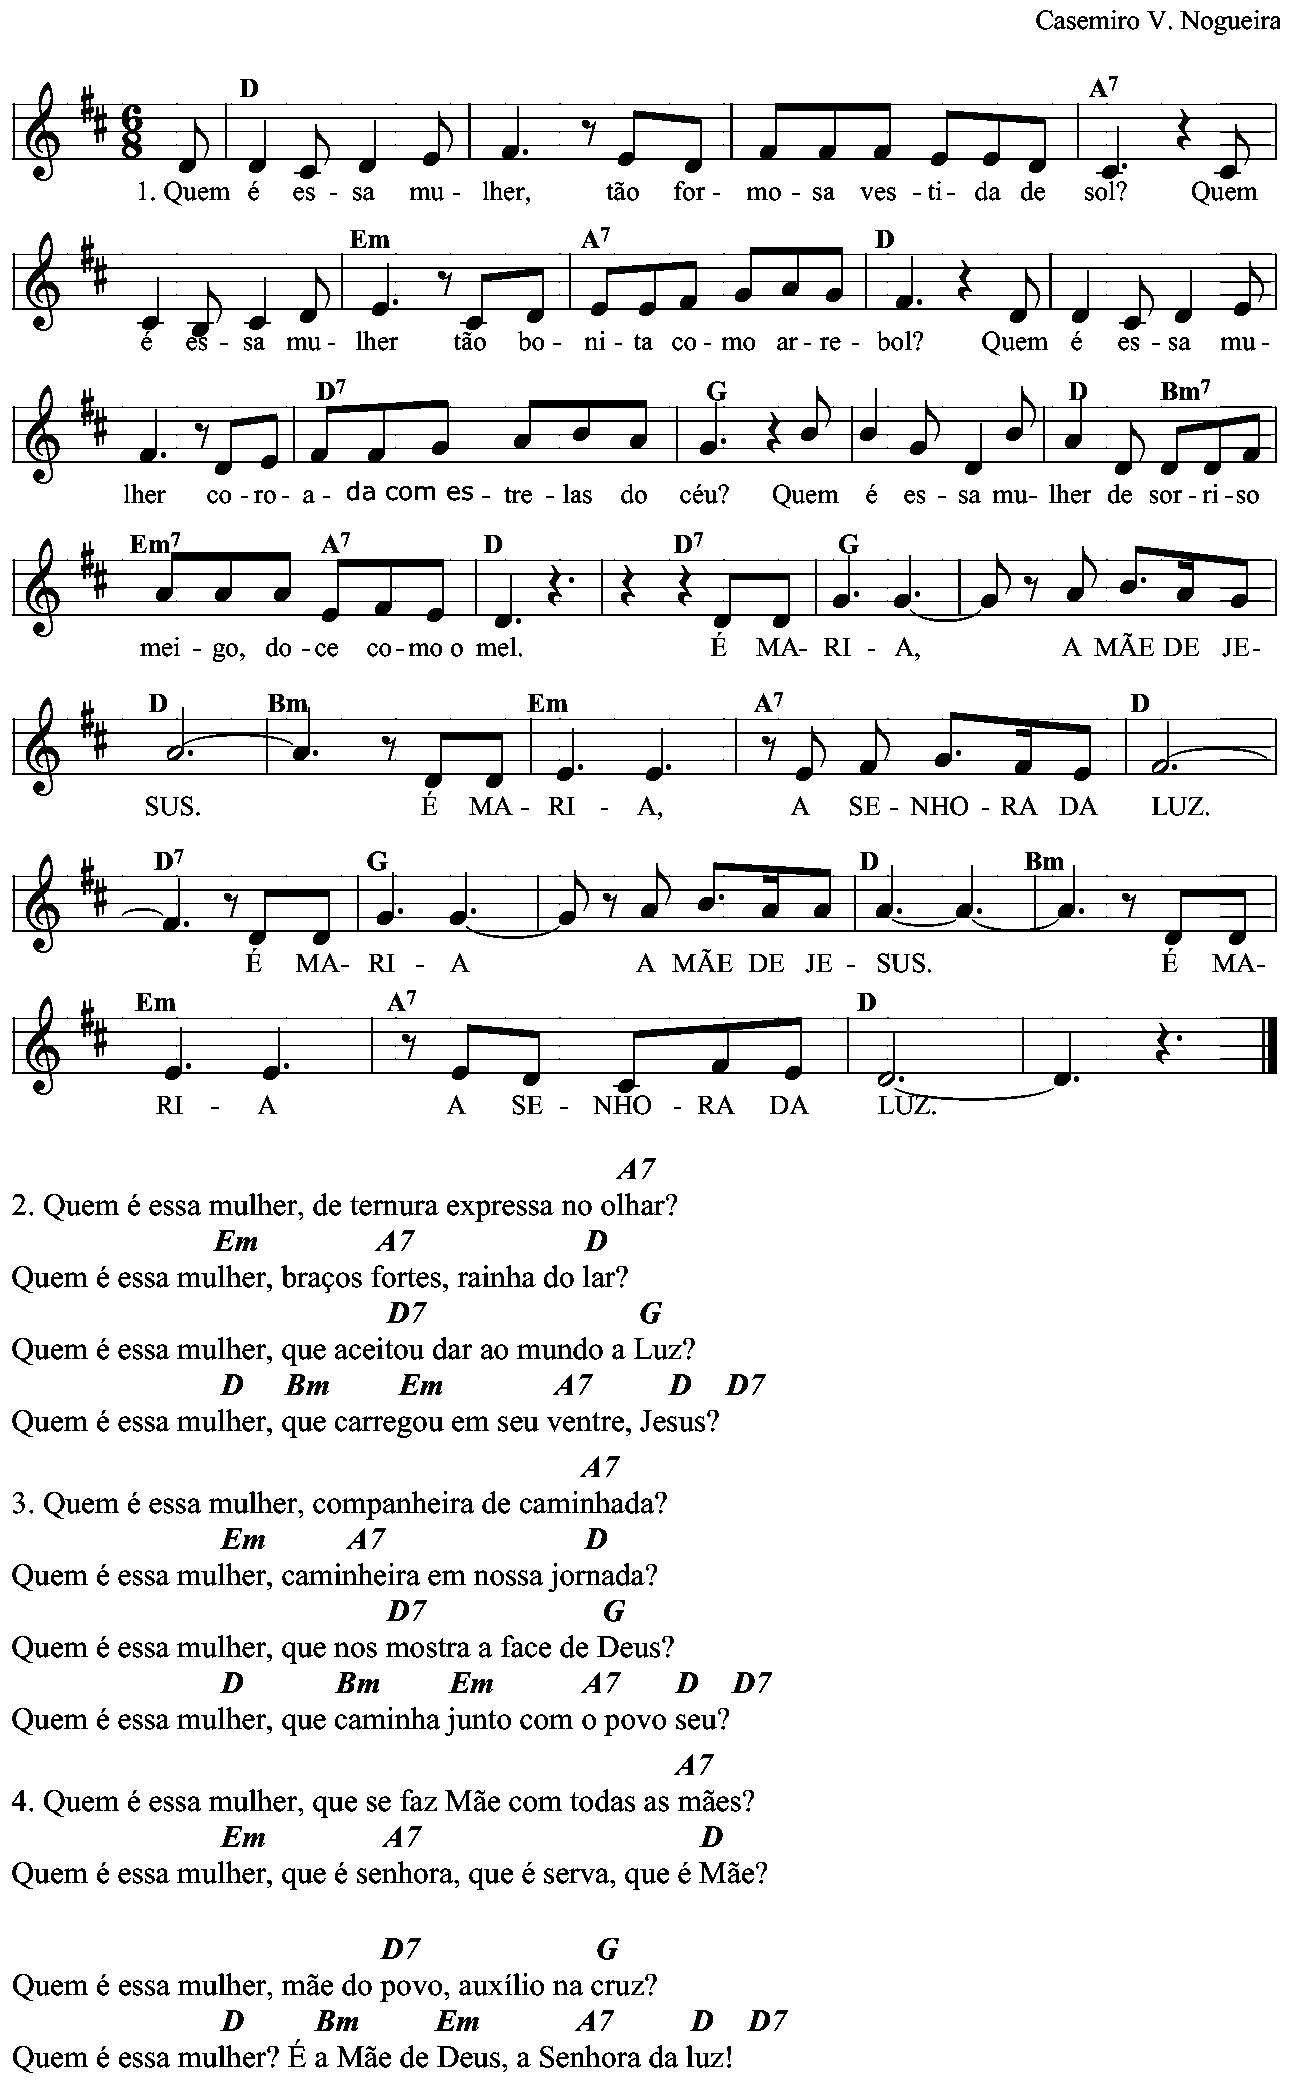 Casemiro V. Nogueira
6 8 D A7
1. Quem é es - sa mu - lher, tão for - mo - sa ves - ti - da de sol? Quem
Em A7 D
é es - sa mu - lher tão bo - ni - ta co - mo ar - re - bol? Quem é es - sa mu -
D7 G D Bm7
lher co - ro - a - da com es - tre - las do céu? Quem é es - sa mu - lher de sor - ri - so
Em7 A7 D D7 G
mei - go, do - ce co - mo o mel. É MA - RI - A, A MÃE DE JE -
D Bm Em A7 D
SUS. É MA - RI - A, A SE - NHO - RA DA LUZ.
D7 G D Bm
É MA - RI - A A MÃE DE JE - SUS. É MA -
Em A7 D
RI - A A SE - NHO - RA DA LUZ.
A7
2. Quem é essa mulher, de ternura expressa no olhar?
Em A7 D
Quem é essa mulher, braços fortes, rainha do lar?
D7 G
Quem é essa mulher, que aceitou dar ao mundo a Luz?
D Bm Em A7 D D7
Quem é essa mulher, que carregou em seu ventre, Jesus?
A7
3. Quem é essa mulher, companheira de caminhada?
Em A7 D
Quem é essa mulher, caminheira em nossa jornada?
D7 G
Quem é essa mulher, que nos mostra a face de Deus?
D Bm Em A7 D D7
Quem é essa mulher, que caminha junto com o povo seu?
A7
4. Quem é essa mulher, que se faz Mãe com todas as mães?
Em A7 D
Quem é essa mulher, que é senhora, que é serva, que é Mãe?
D7 G
Quem é essa mulher, mãe do povo, auxílio na cruz?
D Bm Em A7 D D7
Quem é essa mulher? É a Mãe de Deus, a Senhora da luz!